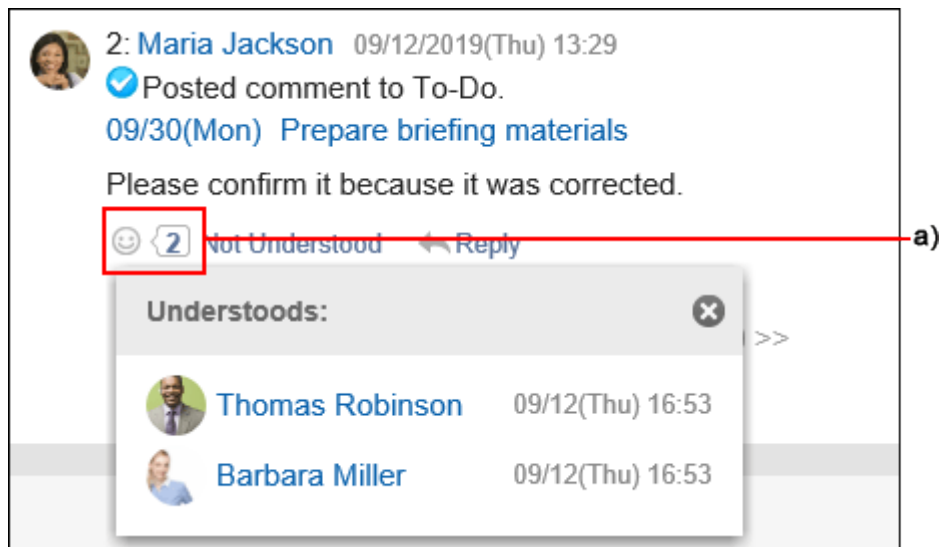 2: Maria Jackson 09/12/2019(Thu) 13:29
Posted comment to To-Do.
09/30(Mon) Prepare briefing materials
Please confirm it because it was corrected.
2 Not Understood Reply
a)
Understoods:
>>
Thomas Robinson 09/12(Thu) 16:53
Barbara Miller 09/12(Thu) 16:53